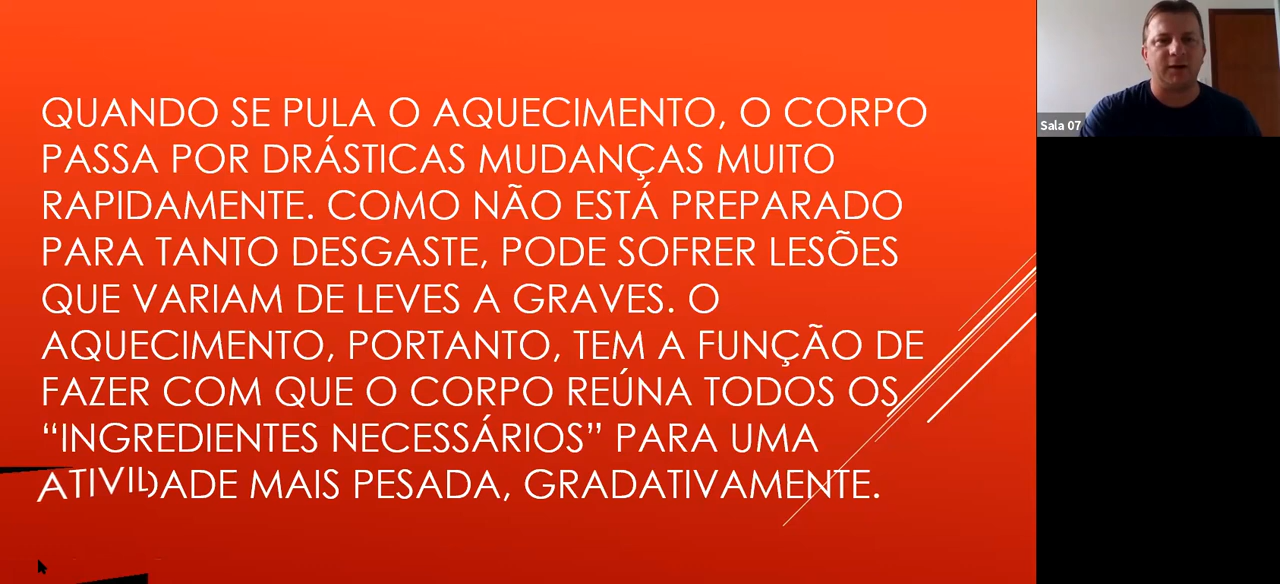 QUANDO SE PULA O AQUECIMENTO, O CORPO
PASSA POR DRÁSTICAS MUDANÇAS MUITO
RAPIDAMENTE. COMO NÃO ESTÁ PREPARADO
PARA TANTO DESGASTE, PODE SOFRER LESÕES
QUE VARIAM DE LEVES A GRAVES. O
AQUECIMENTO, PORTANTO, TEM A FUNÇÃO DE
FAZER COM QUE O CORPO REÚNA TODOS OS
“INGREDIENTES NECESSÁRIOS” PARA UMA
ATIVIDADE MAIS PESADA, GRADATIVAMENTE.
Sala 07